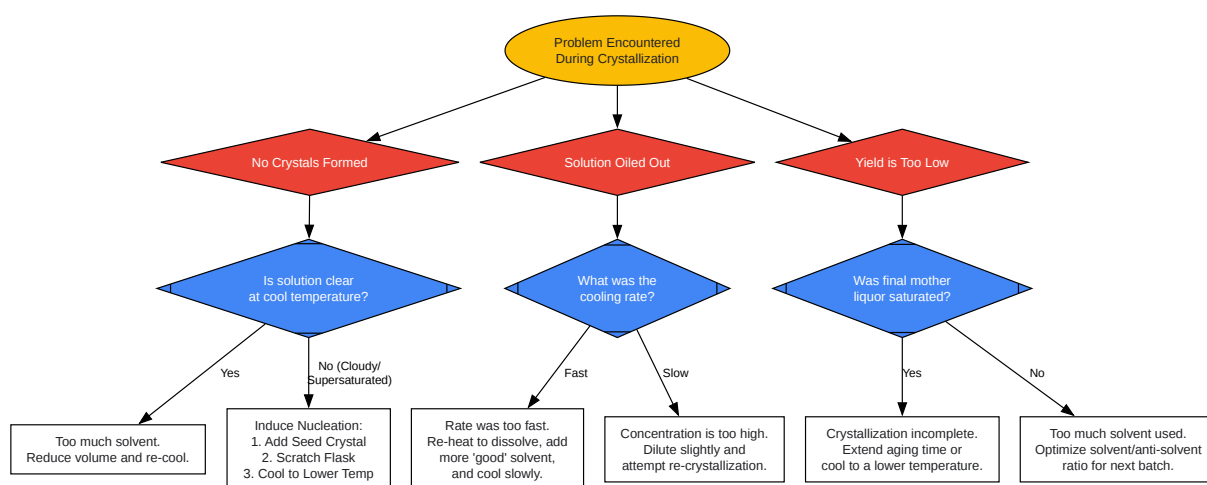 Problem Encountered
During Crystallization
No Crystals Formed
Solution Oiled Out
Yield is Too Low
Is solution clear
at cool temperature?
What was the
cooling rate?
Was final mother
liquor saturated?
Yes
No (Cloudy/
Supersaturated)
Fast
Slow
Yes
No
Too much solvent.
Reduce volume and re-cool.
Induce Nucleation:
1. Add Seed Crystal
2. Scratch Flask
3. Cool to Lower Temp
Rate was too fast.
Re-heat to dissolve, add
more 'good' solvent,
and cool slowly.
Concentration is too high.
Dilute slightly and
attempt re-crystallization.
Crystallization incomplete.
Extend aging time or
cool to a lower temperature.
Too much solvent used.
Optimize solvent/anti-solvent
ratio for next batch.